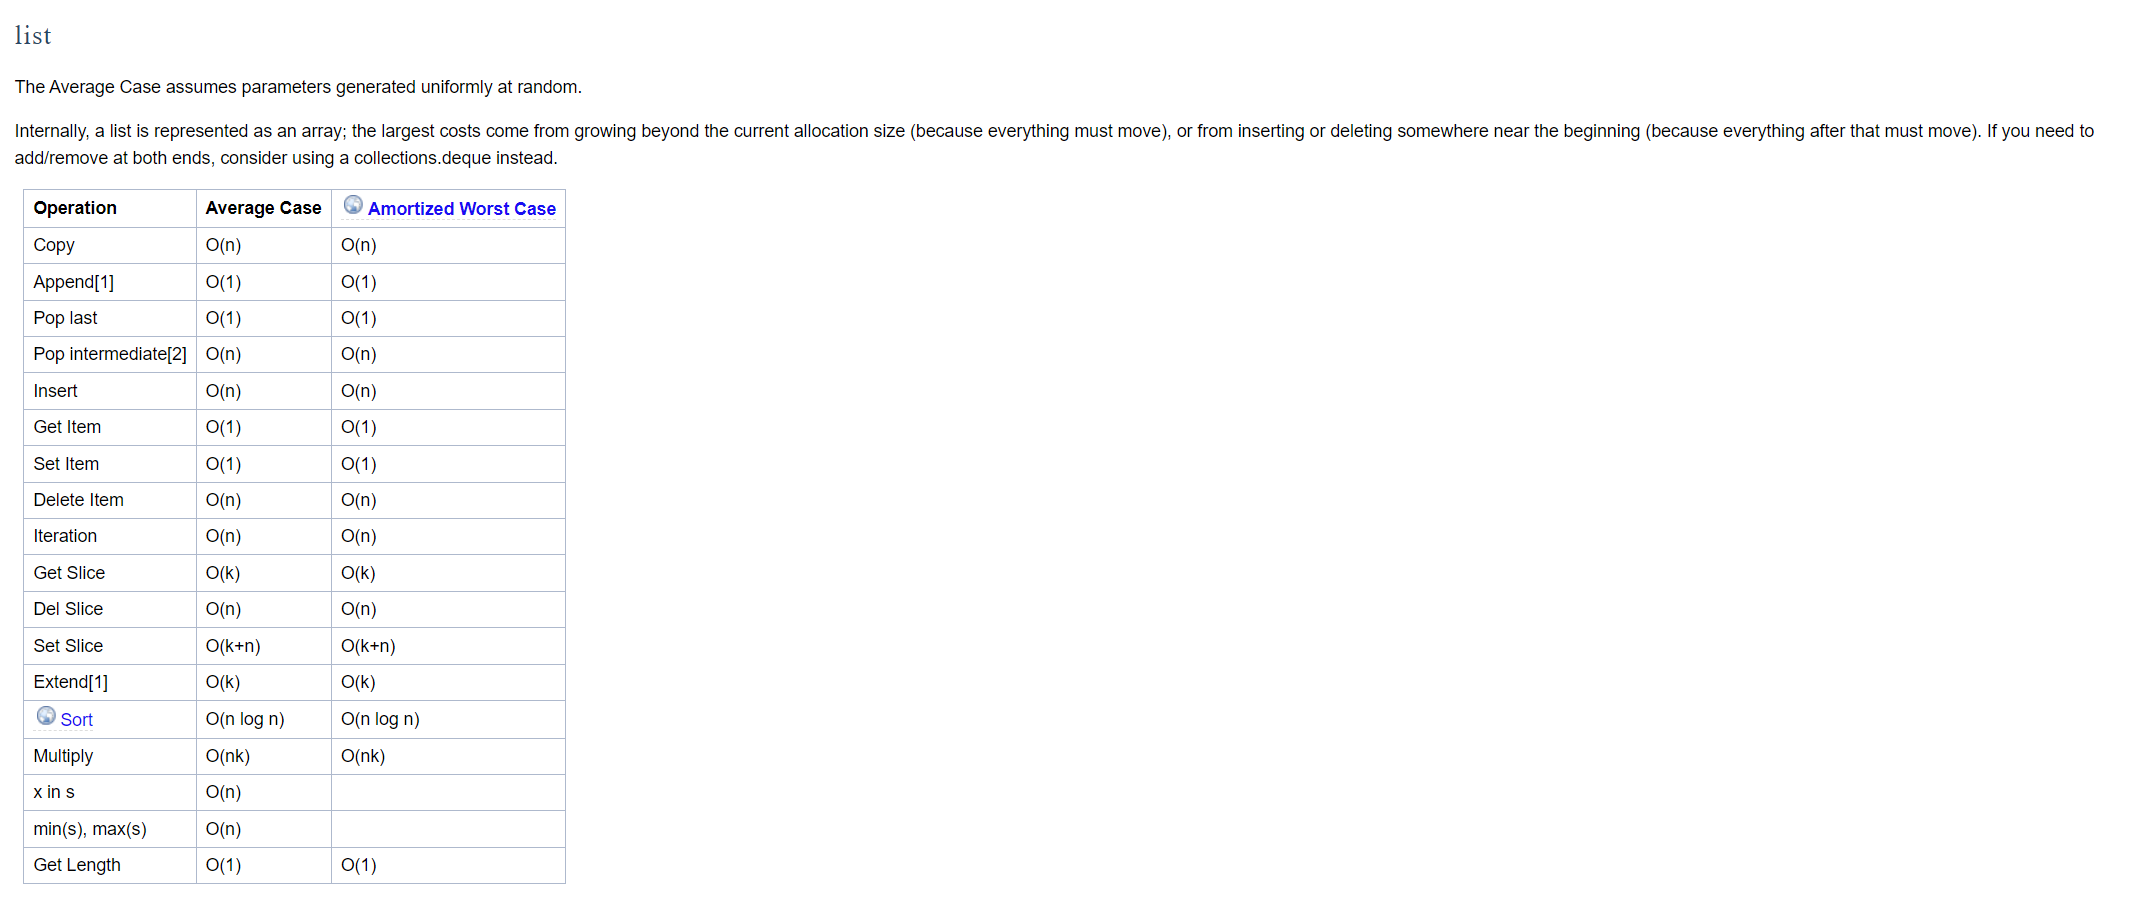 list
The Average Case assumes parameters generated uniformly at random.
Internally, a list is represented as an array; the largest costs come from growing beyond the current allocation size (because everything must move), or from inserting or deleting somewhere near the beginning (because everything after that must move). If you need to
add/remove at both ends, consider using a collections.deque instead.
Operation Average Case Amortized Worst Case
Copy O(n) O(n)
Append[1] O(1) O(1)
Pop last O(1) O(1)
Pop intermediate[2] O(n) O(n)
Insert O(n) O(n)
Get Item O(1) O(1)
Set Item O(1) O(1)
Delete Item O(n) O(n)
Iteration O(n) O(n)
Get Slice O(k) O(k)
Del Slice O(n) O(n)
Set Slice O(k+n) O(k+n)
Extend[1] O(k) O(k)
Sort O(n log n) O(n log n)
Multiply O(nk) O(nk)
x in s O(n)
min(s), max(s) O(n)
Get Length O(1) O(1)